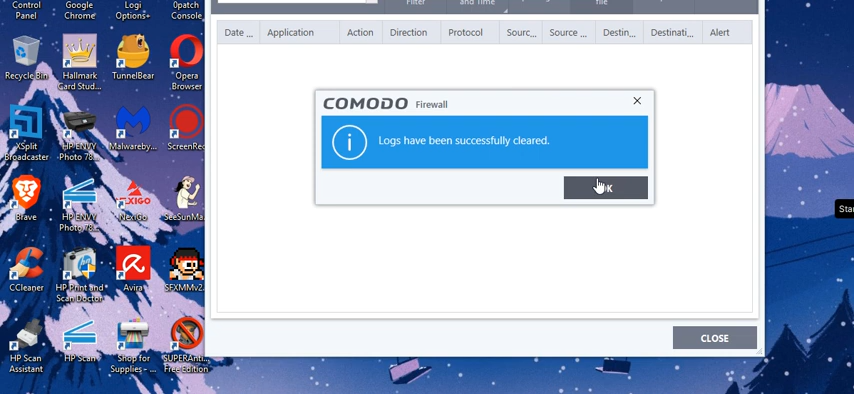 Control
Panel
Google
Chrome
Logi
Options+
0patch
Console
Filter
and Time
file
Date ...
Application
Action
Direction
Protocol
Sourc...
Source ...
Destin...
Destinati...
Alert
Recycle Bin
Hallmark
Card Stud...
TunnelBear
Opera
Browser
COMODO Firewall
Logs have been successfully cleared.
XSplit
Broadcaster
HP ENVY
Photo 78...
Malwareby...
ScreenRec
Brave
HP ENVY
Photo 78...
NEXIGO
NexiGo
SeeSunMa...
Star
CCleaner
HP Print and
Scan Doctor
Avira
SFXMMv2...
HP Scan
Assistant
HP Scan
Shop for
Supplies - ...
SUPERAnti...
Free Edition
CLOSE